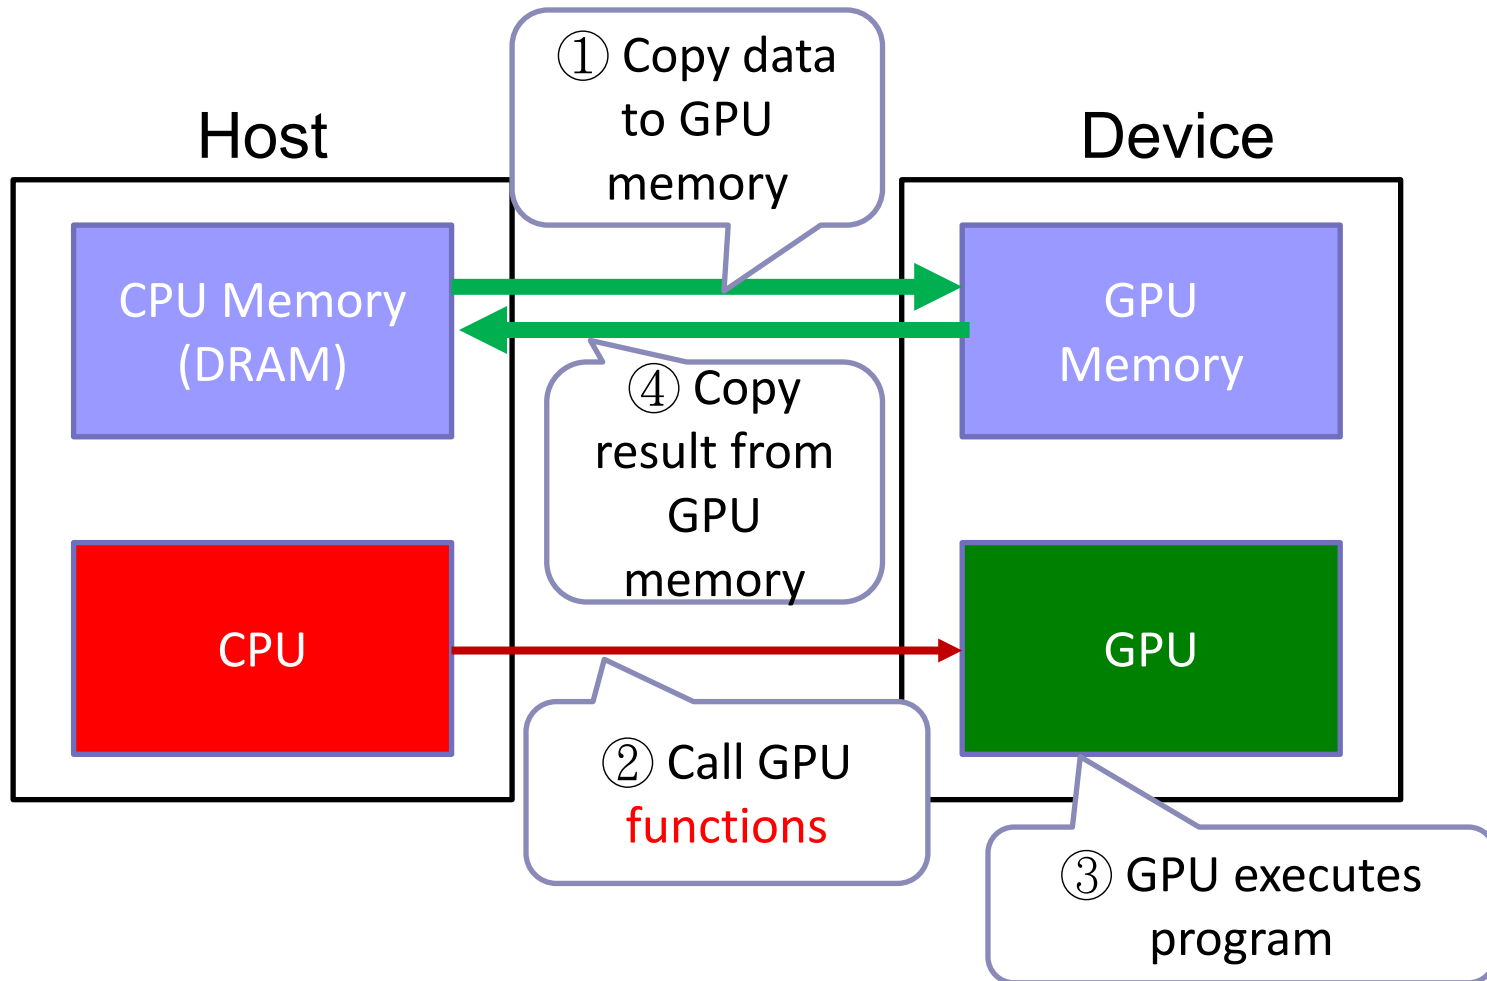 Host
① Copy data
to GPU
memory
Device
CPU Memory
(DRAM)
GPU
Memory
④ Copy
result from
GPU
memory
CPU
GPU
② Call GPU
functions
③ GPU executes
program